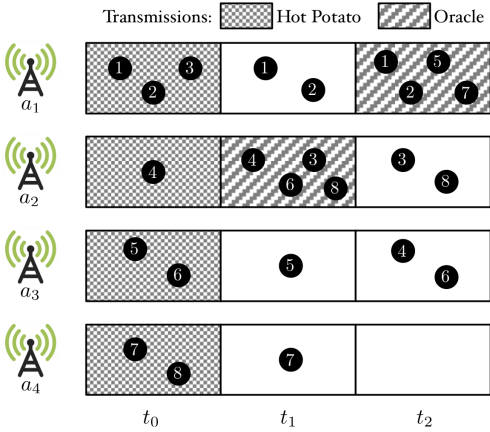 Transmissions: Hot Potato Oracle
1 3 2 1 2 1 5 2 7
a1
4 4 3 6 8 3 8
a2
5 6 5 4 6
a3
7 8 7
a4
t0 t1 t2